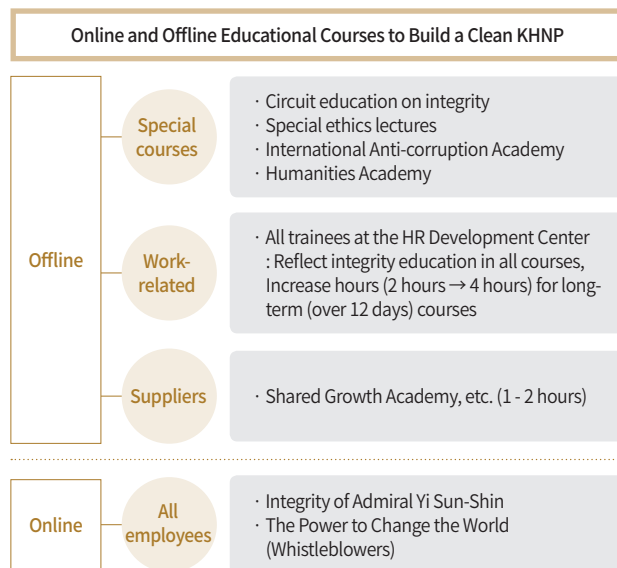 Online and Offline Educational Courses to Build a Clean KHNP
Offline
Special
courses
· Circuit education on integrity
· Special ethics lectures
· International Anti-corruption Academy
· Humanities Academy
Work-
related
· All trainees at the HR Development Center
: Reflect integrity education in all courses,
Increase hours (2 hours → 4 hours) for long-
term (over 12 days) courses
Suppliers
· Shared Growth Academy, etc. (1 - 2 hours)
Online
All
employees
· Integrity of Admiral Yi Sun-Shin
· The Power to Change the World
(Whistleblowers)